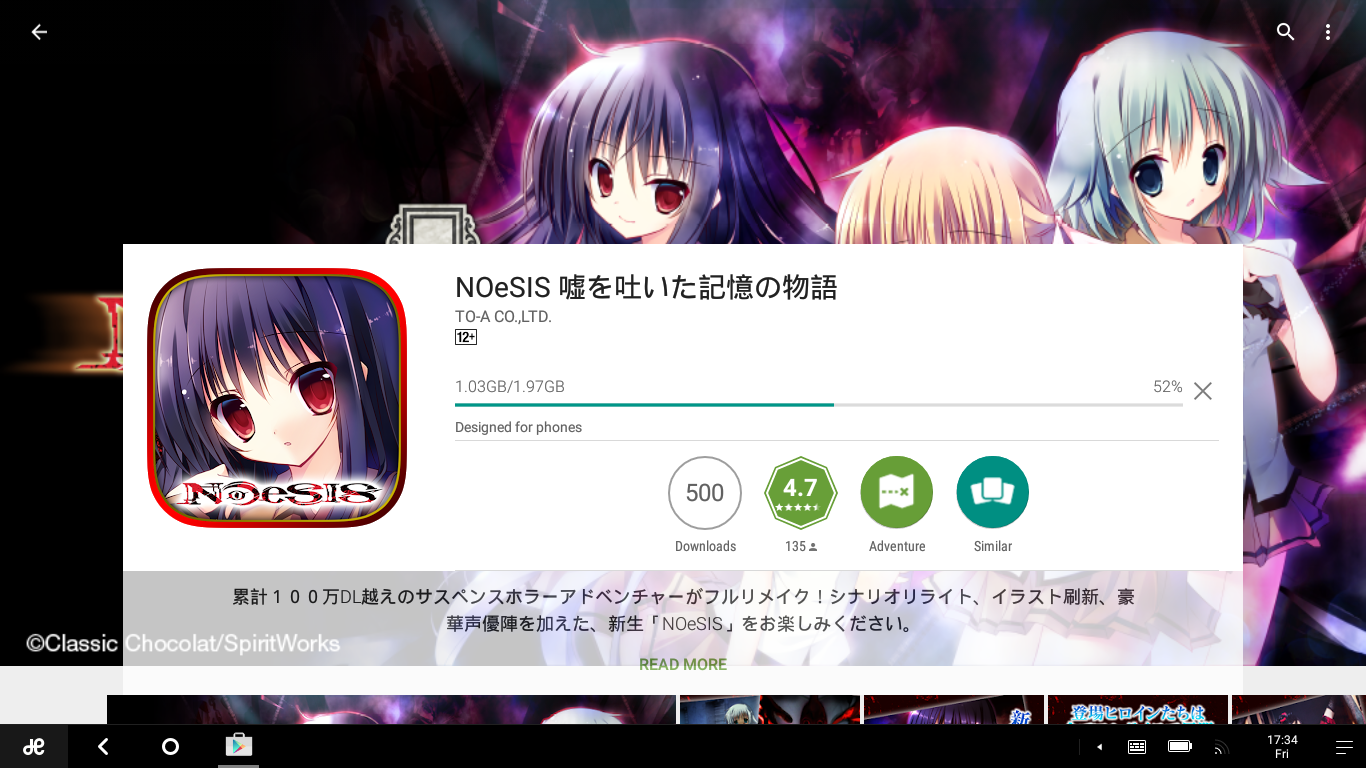 NOeSIS 嘘を吐いた記憶の物語
TO-A CO.,LTD.
12+
1.03GB/1.97GB 52%
Designed for phones
NOeSIS
500
4.7
Downloads
135
Adventure
Similar
累計１００万DL越えのサスペンスホラーアドベンチャーがフルリメイク！シナリオリライト、イラスト刷新、豪
華声優陣を加えた、新生「NOeSIS」をお楽しみください。
©Classic Chocolat/SpiritWorks
READ MORE
新
登場ヒロインたちは
17:34
Fri